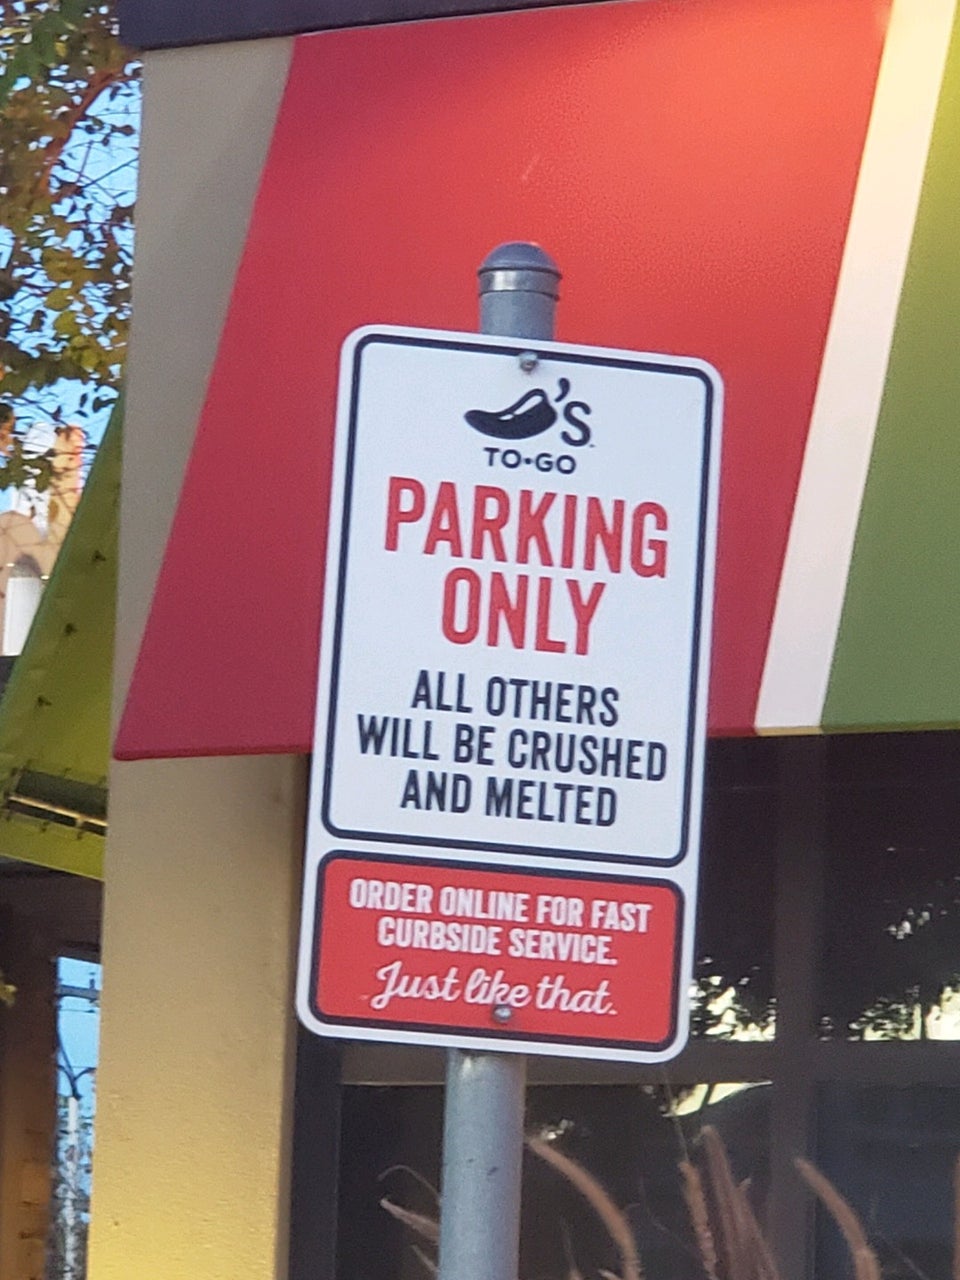 's
TO•GO
PARKING
ONLY
ALL OTHERS
WILL BE CRUSHED
AND MELTED
ORDER ONLINE FOR FAST
CURBSIDE SERVICE.
Just like that.